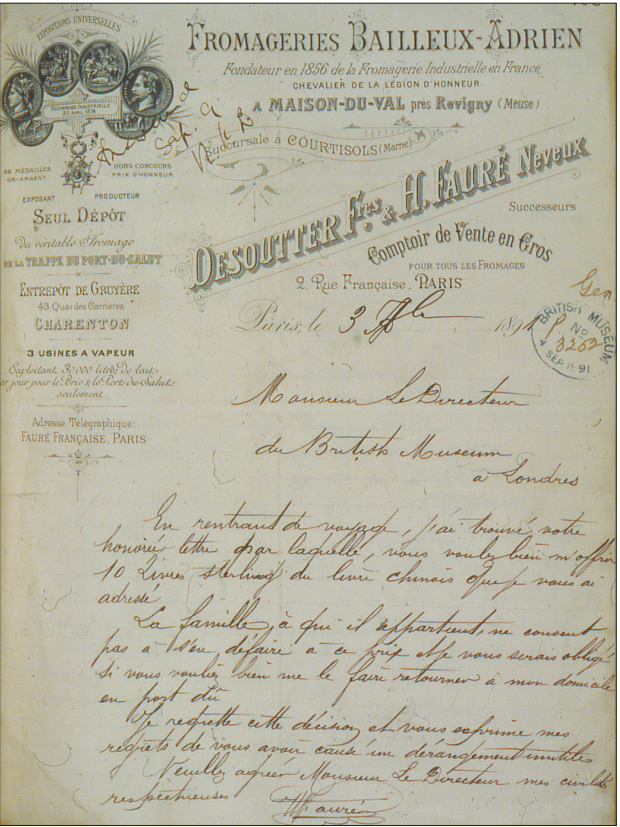 EXPOSITIONS UNIVERSELLES
FROMAGERIES BAILLEUX-ADRIEN
Fondateur en 1856 de la Fromagerie Industrielle en France
CHEVALIER DE LA LÉGION D'HONNEUR
A MAISON-DU-VAL près Revigny (Meuse)
Succursale à COURTISOLS (Marne)
66 MÉDAILLES
OR-ARGENT
HORS CONCOURS
PRIX D'HONNEUR
EXPOSANT PRODUCTEUR
SEUL DÉPÔT
Du véritable Fromage
DE LA TRAPPE DU PORT-DU-SALUT
ENTREPÔT DE GRUYÈRE
43 Quai des Carrières
CHARENTON
3 USINES A VAPEUR
Exploitant 30 000 litres de lait
par jour pour le Brie & le Port-du-Salut
seulement
Adresse Télégraphique:
FAURÉ FRANÇAISE, PARIS
DESOUTTER Fres & H. FAURÉ Neveux
Successeurs
Comptoir de Vente en Gros
POUR TOUS LES FROMAGES
2, Rue Française, PARIS
Gen.
BRITISH MUSEUM
No
3252
4 SEP 91
Paris, le 3 7bre 1891
Monsieur Le Directeur
du British Museum
à Londres
En rentrant de voyage, j'ai trouvé votre
honorée lettre par laquelle, vous voulez bien m'offrir
10 Livres sterling du livre chinois que je vous ai
adressé
La famille, à qui il appartient, ne consent
pas à s'en défaire à ce prix et je vous serais obligé
si vous vouliez bien me le faire retourner à mon domicile
en port dû
Je regrette cette décision et vous exprime mes
regrets de vous avoir causé un dérangement inutile
Veuillez agréer Monsieur Le Directeur mes civilités
respectueuses
H. Fauré